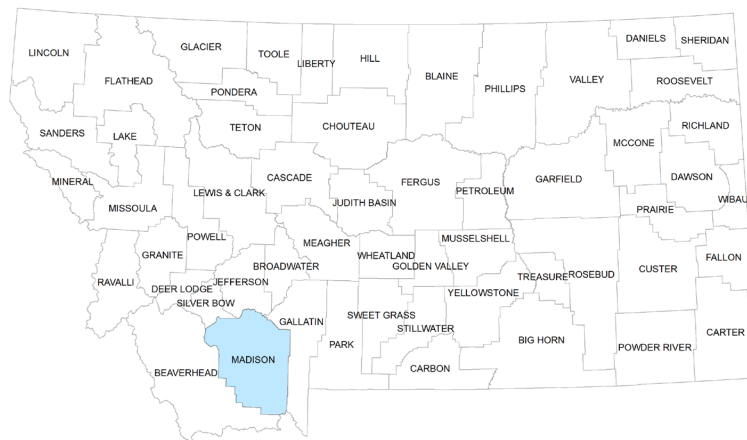 LINCOLN
FLATHEAD
GLACIER
TOOLE
LIBERTY
HILL
BLAINE
PHILLIPS
VALLEY
DANIELS
SHERIDAN
ROOSEVELT
PONDERA
TETON
CHOUTEAU
SANDERS
LAKE
MINERAL
MISSOULA
LEWIS & CLARK
CASCADE
JUDITH BASIN
FERGUS
PETROLEUM
GARFIELD
MCCONE
RICHLAND
DAWSON
WIBAU
PRAIRIE
POWELL
GRANITE
RAVALLI
DEER LODGE
SILVER BOW
JEFFERSON
BROADWATER
MEAGHER
WHEATLAND
GOLDEN VALLEY
MUSSELSHELL
TREASURE
ROSEBUD
CUSTER
FALLON
YELLOWSTONE
SWEET GRASS
STILLWATER
GALLATIN
PARK
MADISON
BEAVERHEAD
CARBON
BIG HORN
POWDER RIVER
CARTER